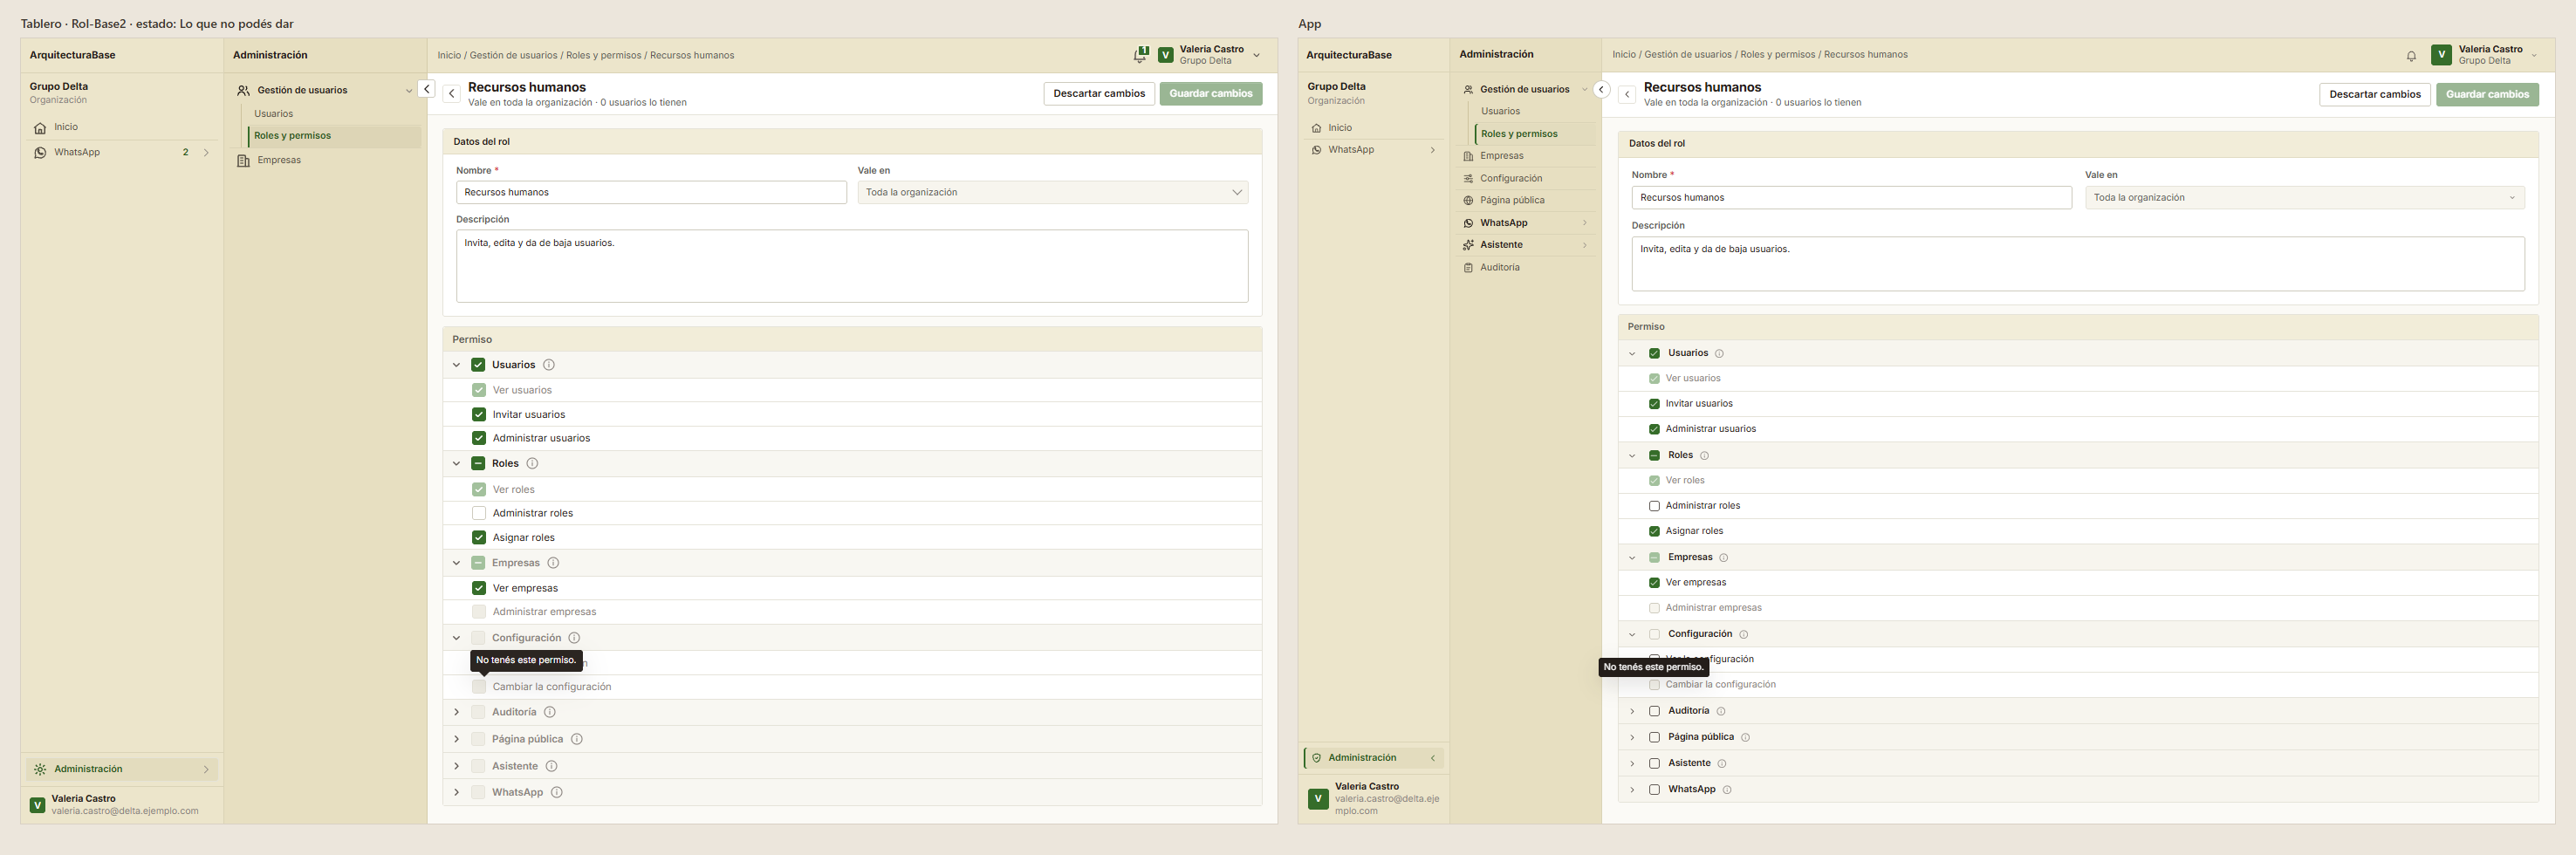 Tablero · Rol-Base2 · estado: Lo que no podés dar
ArquitecturaBase
Grupo Delta
Organización
Inicio
WhatsApp 2
Administración
Valeria Castro
valeria.castro@delta.ejemplo.com
Administración
Gestión de usuarios
Usuarios
Roles y permisos
Empresas
Inicio / Gestión de usuarios / Roles y permisos / Recursos humanos
1
V
Valeria Castro
Grupo Delta
Recursos humanos
Vale en toda la organización · 0 usuarios lo tienen
Descartar cambios
Guardar cambios
Datos del rol
Nombre *
Recursos humanos
Vale en
Toda la organización
Descripción
Invita, edita y da de baja usuarios.
Permiso
Usuarios
Ver usuarios
Invitar usuarios
Administrar usuarios
Roles
Ver roles
Administrar roles
Asignar roles
Empresas
Ver empresas
Administrar empresas
Configuración
No tenés este permiso.
Cambiar la configuración
Auditoría
Página pública
Asistente
WhatsApp
V
App
ArquitecturaBase
Grupo Delta
Organización
Inicio
WhatsApp
Administración
V
Valeria Castro
valeria.castro@delta.eje
mplo.com
Administración
Gestión de usuarios
Usuarios
Roles y permisos
Empresas
Configuración
Página pública
WhatsApp
Asistente
Auditoría
Inicio / Gestión de usuarios / Roles y permisos / Recursos humanos
V
Valeria Castro
Grupo Delta
Recursos humanos
Vale en toda la organización · 0 usuarios lo tienen
Descartar cambios
Guardar cambios
Datos del rol
Nombre *
Recursos humanos
Vale en
Toda la organización
Descripción
Invita, edita y da de baja usuarios.
Permiso
Usuarios
Ver usuarios
Invitar usuarios
Administrar usuarios
Roles
Ver roles
Administrar roles
Asignar roles
Empresas
Ver empresas
Administrar empresas
Configuración
No tenés este permiso.
Cambiar la configuración
Auditoría
Página pública
Asistente
WhatsApp